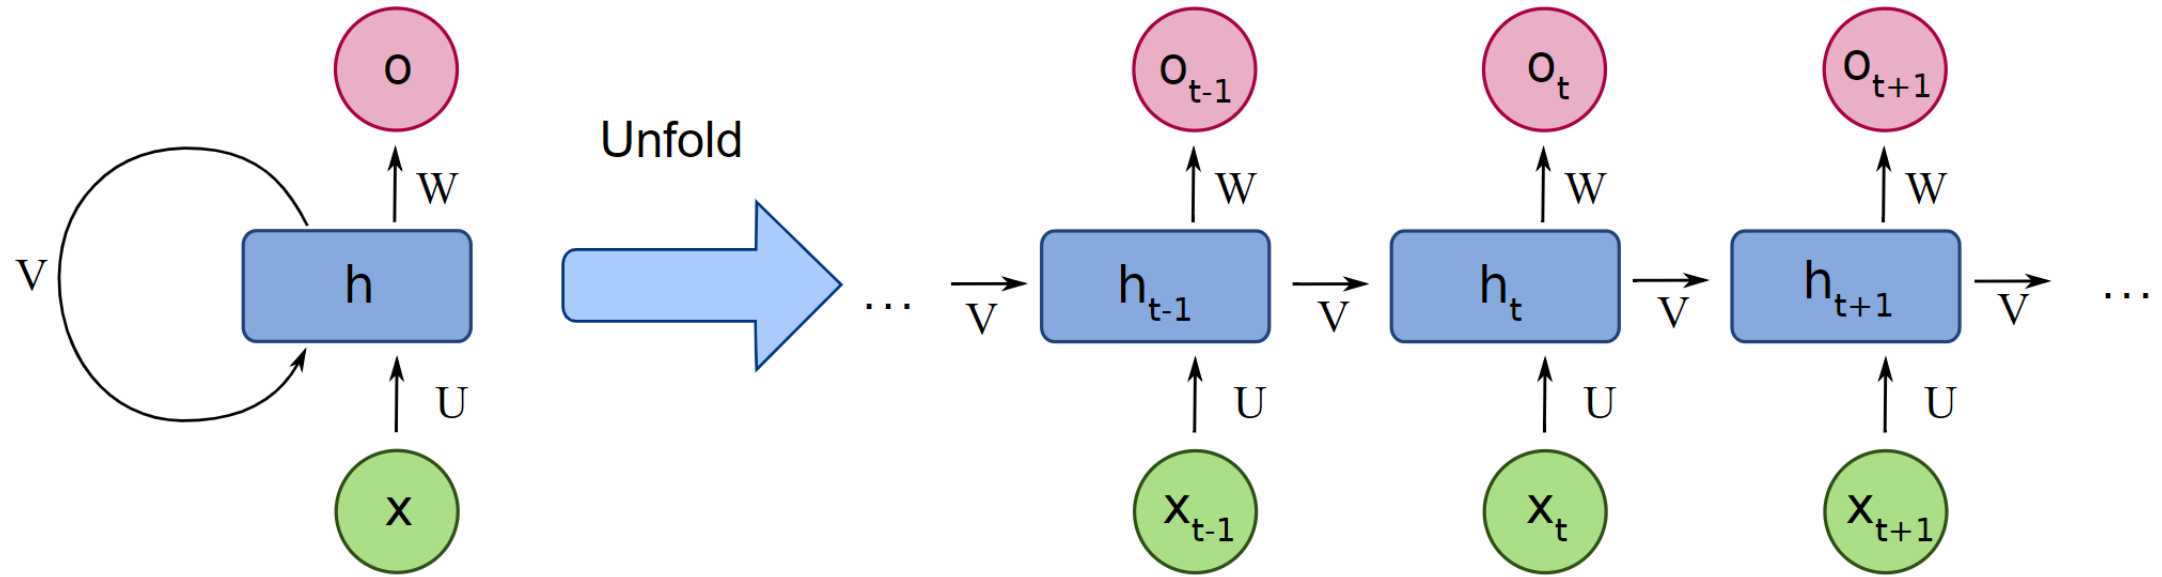 o
o_{t-1}
o_t
o_{t+1}
Unfold
W
W
W
W
V
h
...
V
h_{t-1}
V
h_t
V
h_{t+1}
V
...
U
U
U
U
x
x_{t-1}
x_t
x_{t+1}